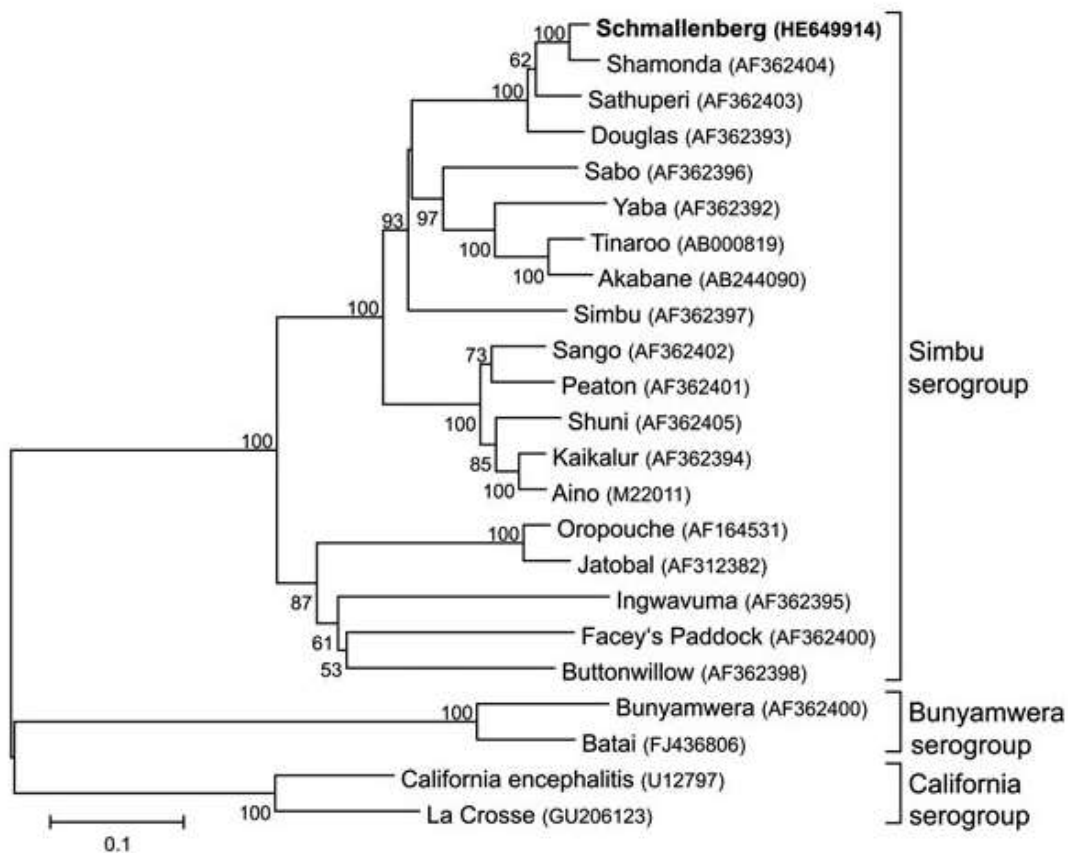 100
Schmallenberg (HE649914)
62
Shamonda (AF362404)
100
Sathuperi (AF362403)
Douglas (AF362393)
Sabo (AF362396)
93
97
Yaba (AF362392)
100
Tinaroo (AB000819)
100
Akabane (AB244090)
100
Simbu (AF362397)
73
Sango (AF362402)
Peaton (AF362401)
100
Shuni (AF362405)
100
85
Kaikalur (AF362394)
100
Aino (M22011)
100
Oropouche (AF164531)
Jatobal (AF312382)
87
Ingwavuma (AF362395)
61
Facey's Paddock (AF362400)
53
Buttonwillow (AF362398)
Simbu
serogroup
100
Bunyamwera (AF362400)
Batai (FJ436806)
Bunyamwera
serogroup
California encephalitis (U12797)
100
La Crosse (GU206123)
California
serogroup
0.1